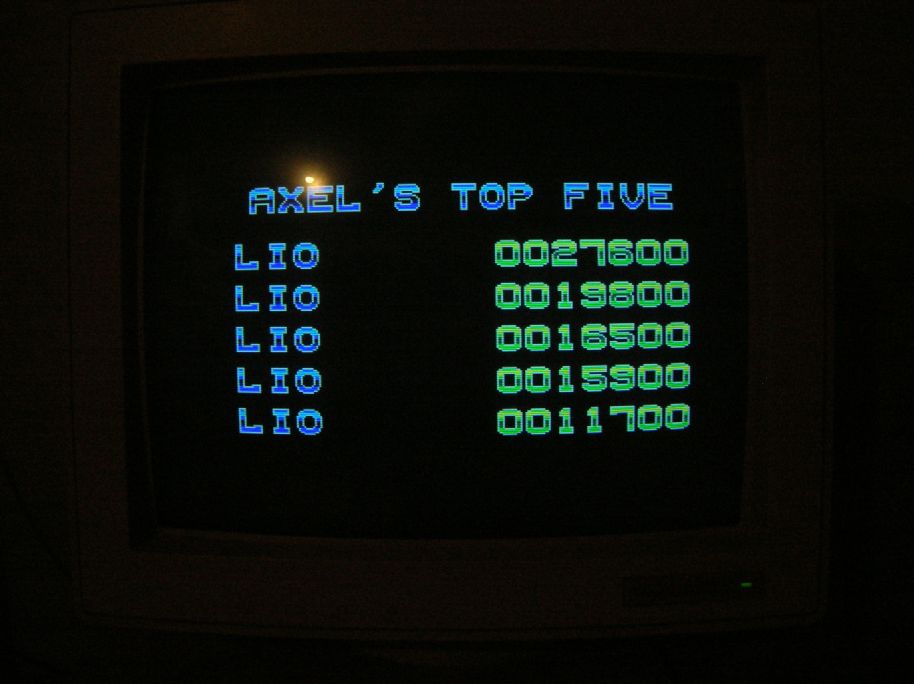 AXEL'S TOP FIVE
LIO 0027600
LIO 0019800
LIO 0016500
LIO 0015900
LIO 0011700